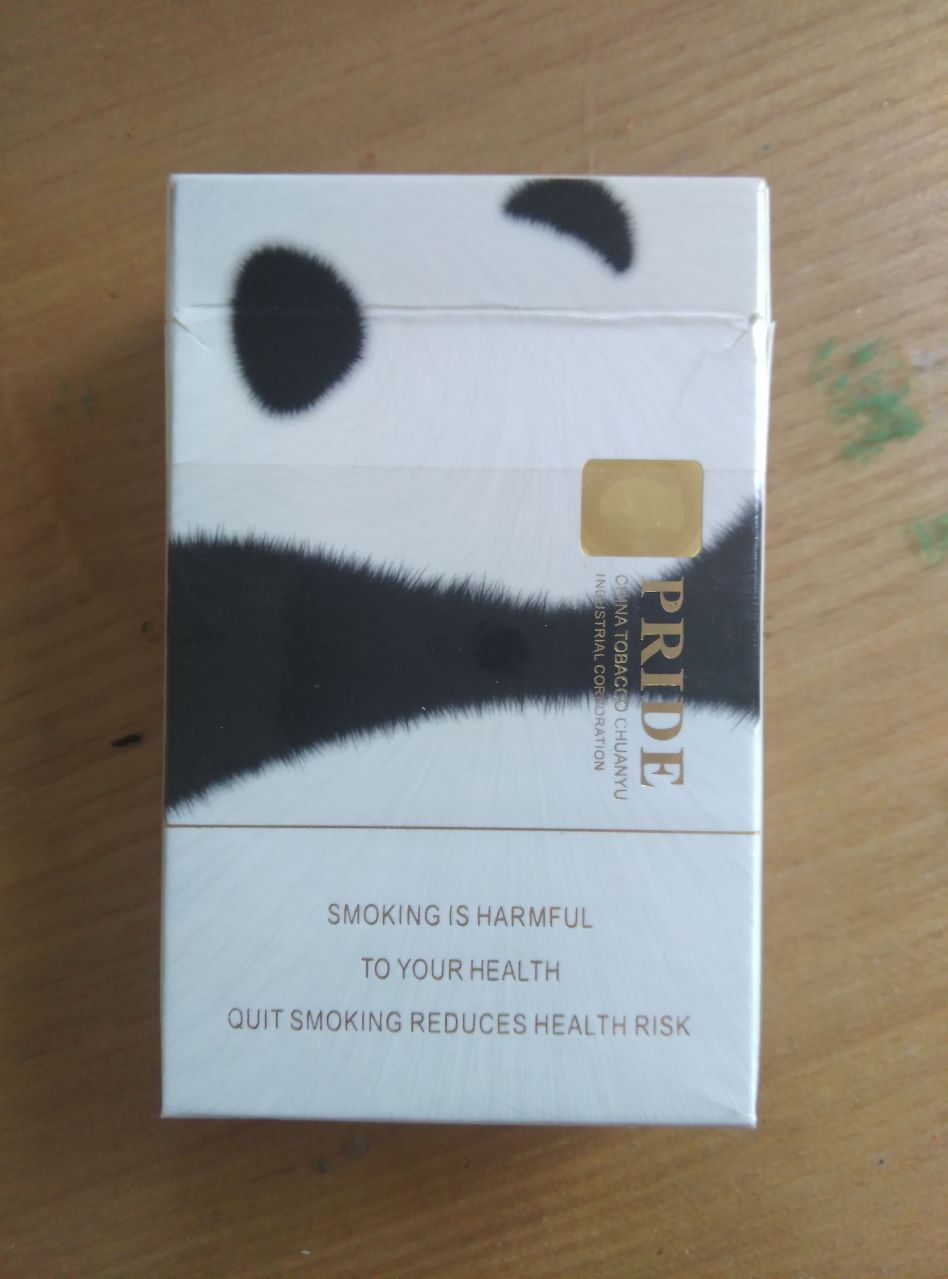 PRIDE
CHINA TOBACCO CHUANYU
INDUSTRIAL CORPORATION
SMOKING IS HARMFUL
TO YOUR HEALTH
QUIT SMOKING REDUCES HEALTH RISK